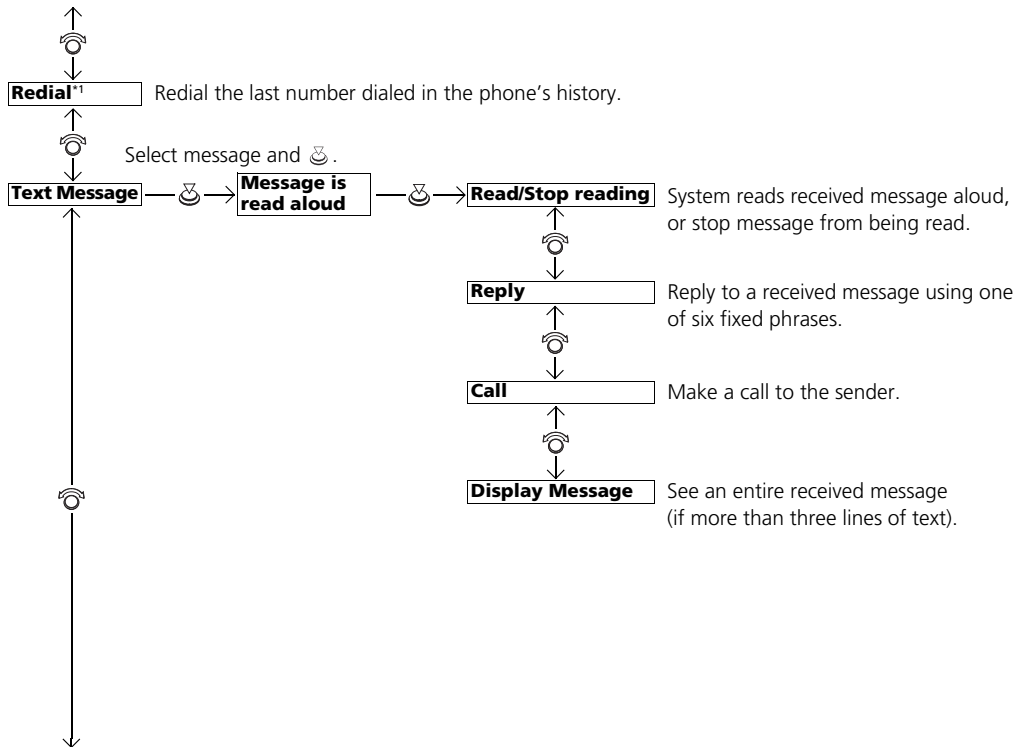 Redial*1
Redial the last number dialed in the phone's history.
Select message and .
Text Message
Message is
read aloud
Read/Stop reading
System reads received message aloud,
or stop message from being read.
Reply
Reply to a received message using one
of six fixed phrases.
Call
Make a call to the sender.
Display Message
See an entire received message
(if more than three lines of text).